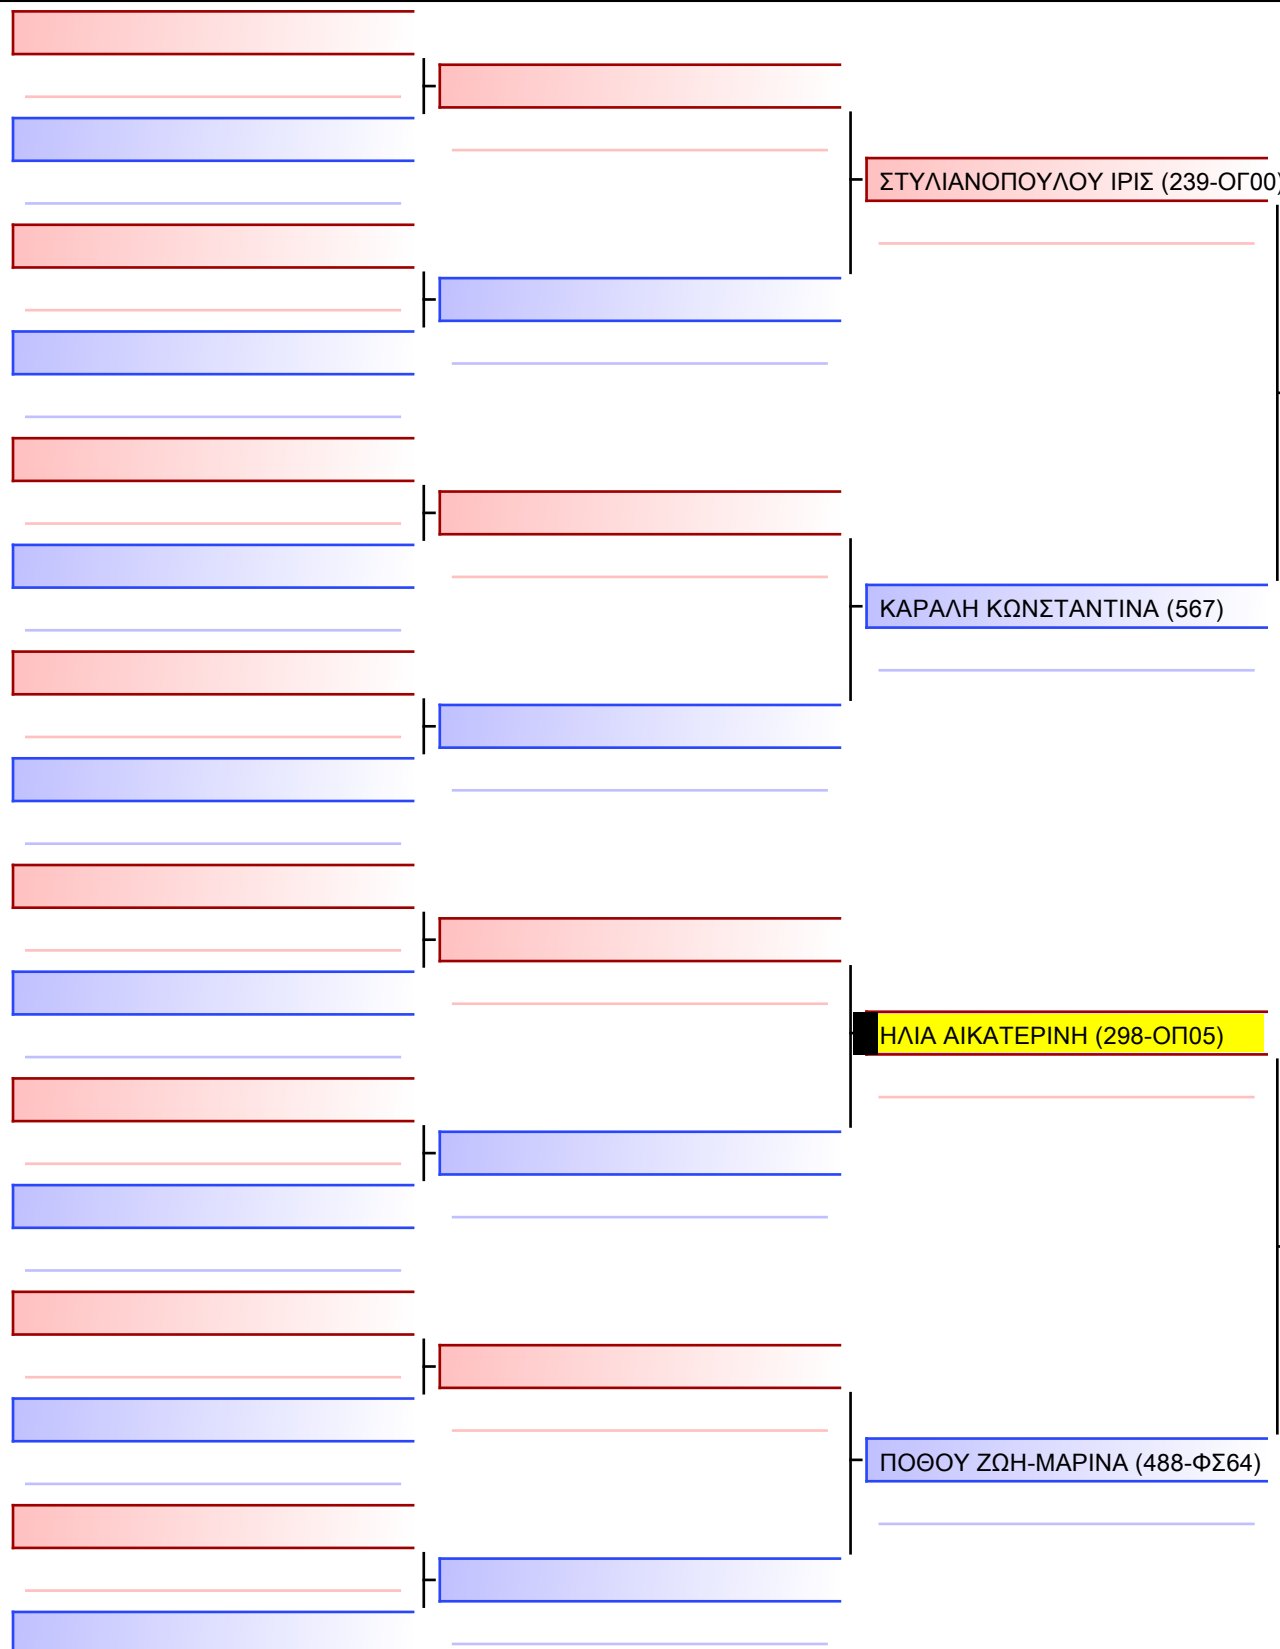 ΣΤΥΛΙΑΝΟΠΟΥΛΟΥ ΙΡΙΣ (239-ΟΓ00)
ΚΑΡΑΛΗ ΚΩΝΣΤΑΝΤΙΝΑ (567)
ΗΛΙΑ ΑΙΚΑΤΕΡΙΝΗ (298-ΟΠ05)
ΠΟΘΟΥ ΖΩΗ-ΜΑΡΙΝΑ (488-ΦΣ64)